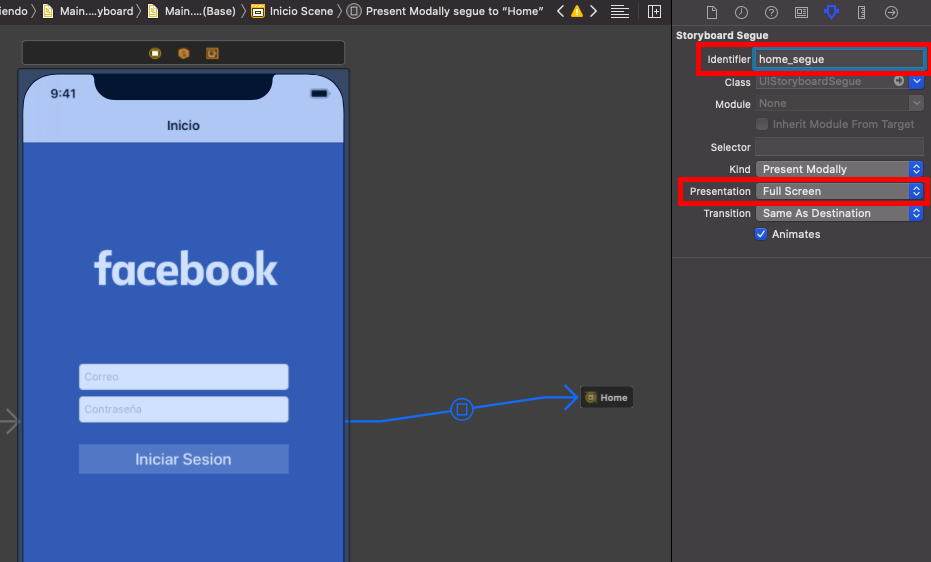 iendo 〉 Main....yboard 〉 Main....(Base) 〉 Inicio Scene 〉 Present Modally segue to “Home”
9:41
Inicio
facebook
Correo
Contraseña
Iniciar Sesion
Home
Storyboard Segue
Identifier home_segue
Class UIStoryboardSegue
Module None
Inherit Module From Target
Selector
Kind Present Modally
Presentation Full Screen
Transition Same As Destination
Animates